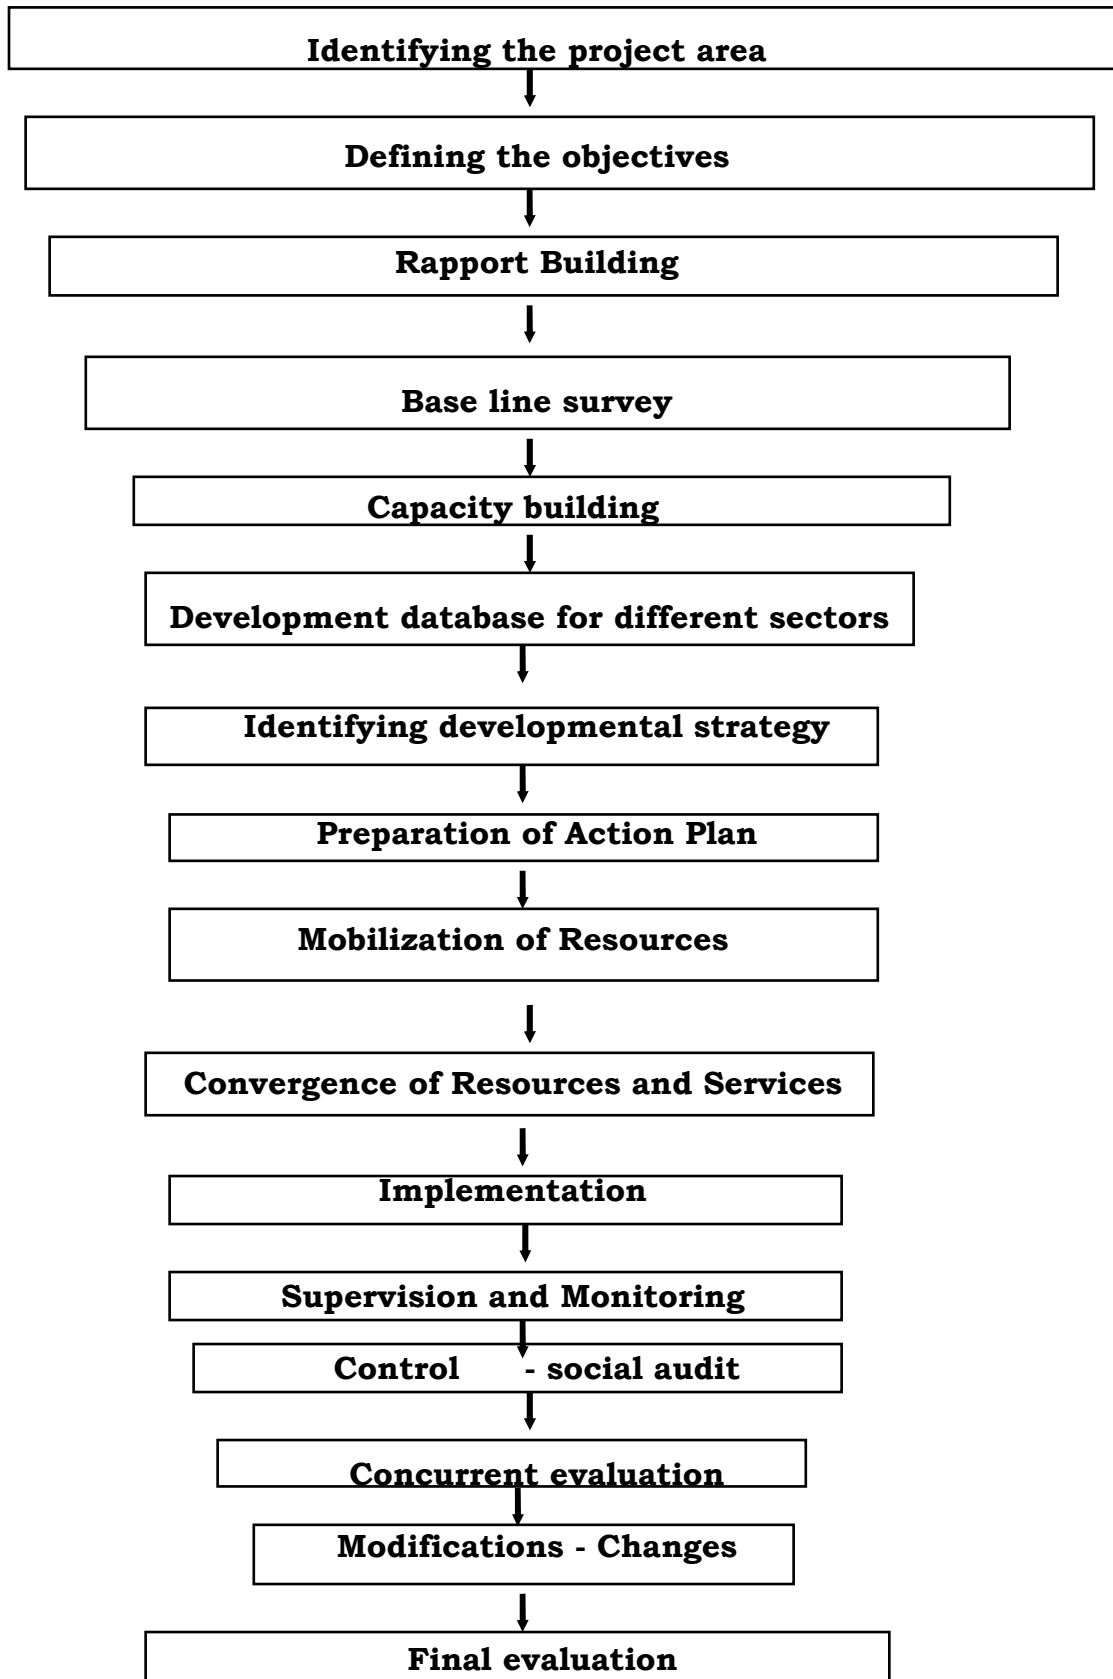 Identifying the project area
Defining the objectives
Rapport Building
Base line survey
Capacity building
Development database for different sectors
Identifying developmental strategy
Preparation of Action Plan
Mobilization of Resources
Convergence of Resources and Services
Implementation
Supervision and Monitoring
Control - social audit
Concurrent evaluation
Modifications - Changes
Final evaluation